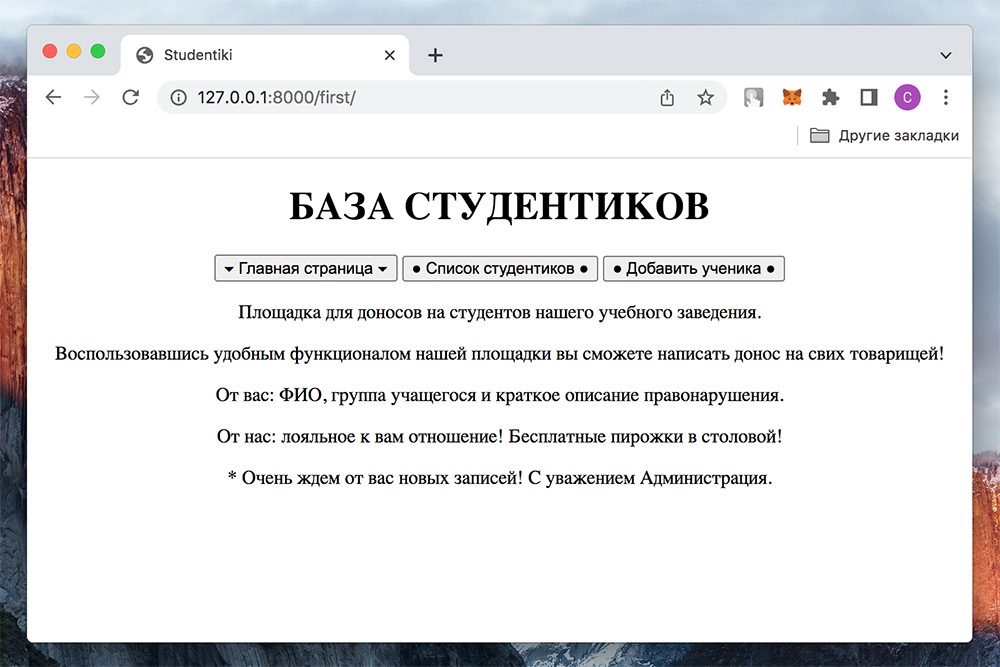 Studentiki
127.0.0.1:8000/first/
C
Другие закладки
БАЗА СТУДЕНТИКОВ
Главная страница
● Список студентиков ●
● Добавить ученика ●
Площадка для доносов на студентов нашего учебного заведения.
Воспользовавшись удобным функционалом нашей площадки вы сможете написать донос на свих товарищей!
От вас: ФИО, группа учащегося и краткое описание правонарушения.
От нас: лояльное к вам отношение! Бесплатные пирожки в столовой!
* Очень ждем от вас новых записей! С уважением Администрация.